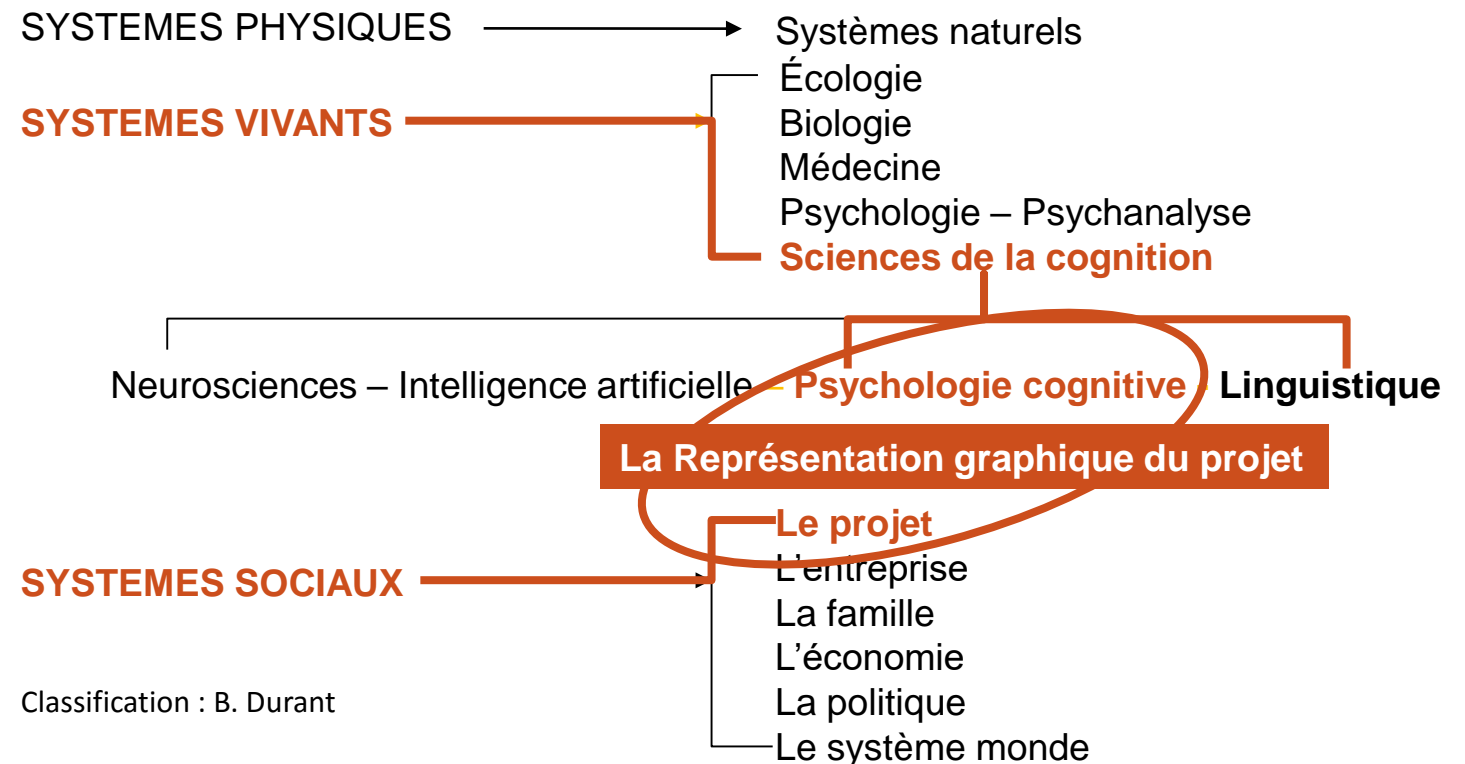 SYSTEMES PHYSIQUES
Systèmes naturels
Écologie
SYSTEMES VIVANTS
Biologie
Médecine
Psychologie – Psychanalyse
Sciences de la cognition
Neurosciences – Intelligence artificielle – Psychologie cognitive - Linguistique
La Représentation graphique du projet
Le projet
L’entreprise
SYSTEMES SOCIAUX
La famille
L’économie
Classification : B. Durant
La politique
Le système monde